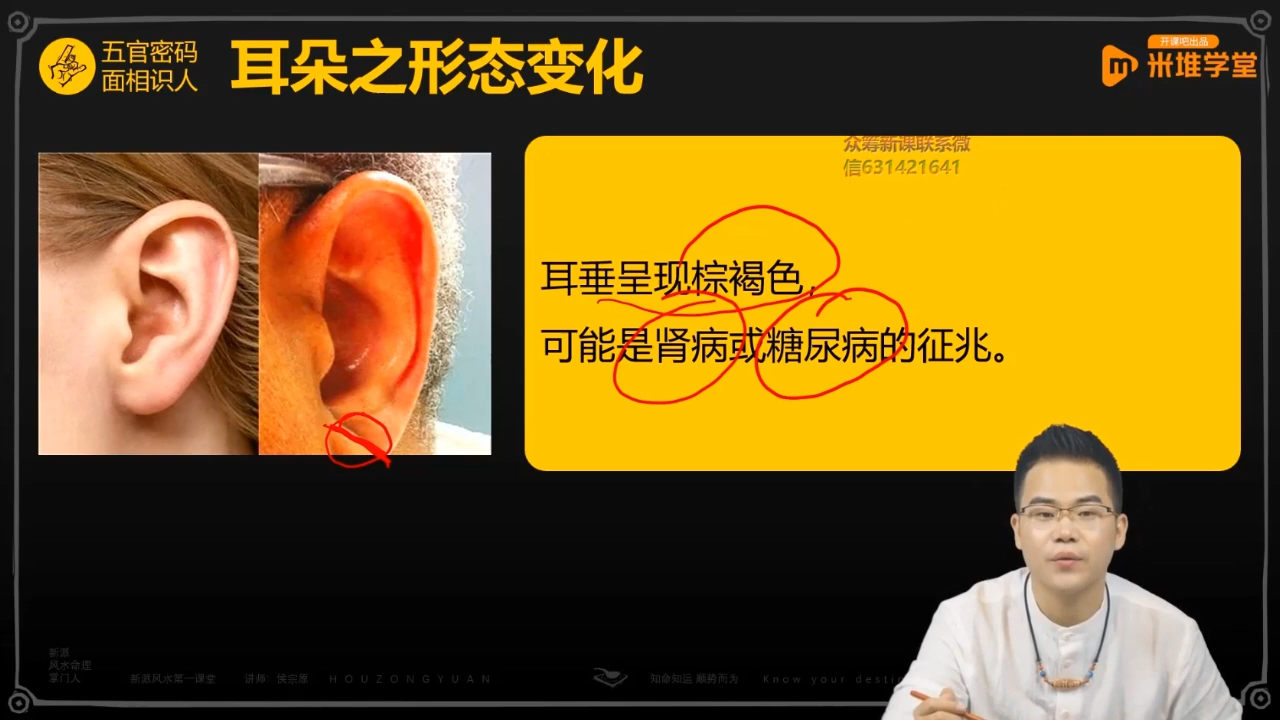 五官密码
面相识人
耳朵之形态变化
开课吧出品
米堆学堂
众筹新课联系微
信631421641
耳垂呈现棕褐色，
可能是肾病或糖尿病的征兆。
新派
风水命理
掌门人
新派风水第一课堂
讲师：侯宗原
HOUZONGYUAN
知命知运 顺势而为
Know your desti